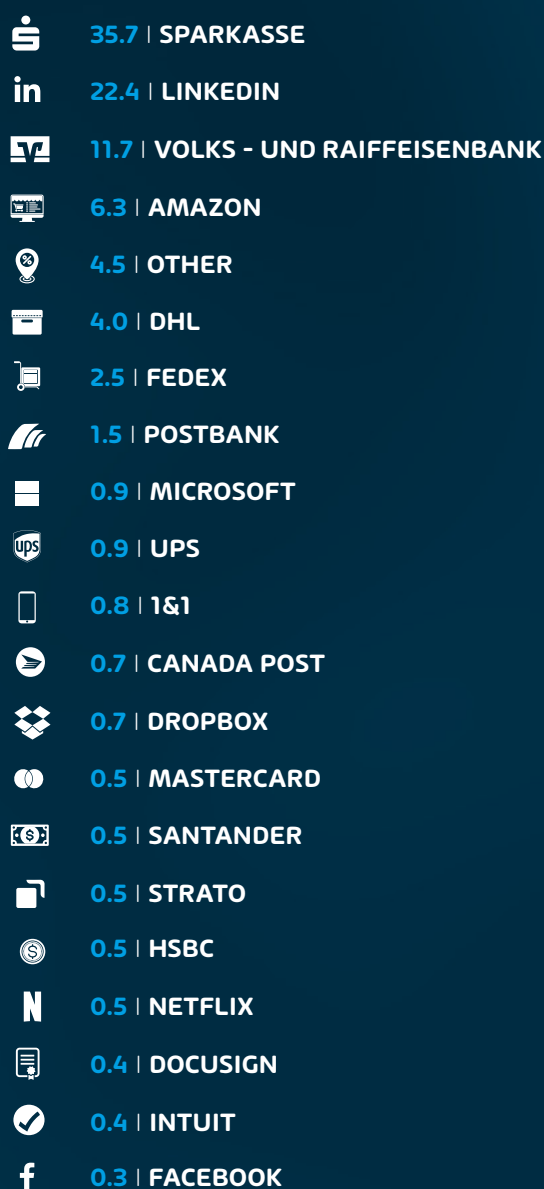 35.7 | SPARKASSE
in 22.4 | LINKEDIN
11.7 | VOLKS - UND RAIFFEISENBANK
6.3 | AMAZON
% 4.5 | OTHER
4.0 | DHL
2.5 | FEDEX
1.5 | POSTBANK
0.9 | MICROSOFT
ups 0.9 | UPS
0.8 | 1&1
0.7 | CANADA POST
0.7 | DROPBOX
0.5 | MASTERCARD
$ 0.5 | SANTANDER
0.5 | STRATO
$ 0.5 | HSBC
N 0.5 | NETFLIX
0.4 | DOCUSIGN
0.4 | INTUIT
f 0.3 | FACEBOOK